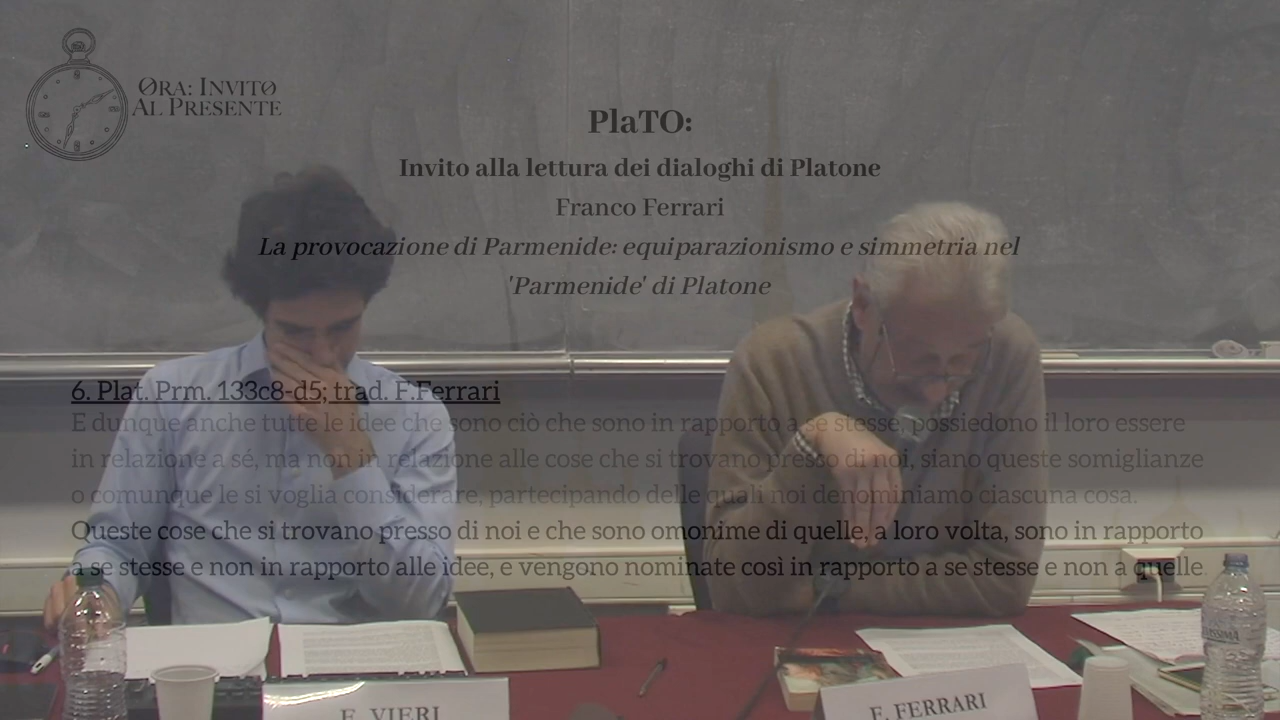 ØRA: INVITØ
AL PRESENTE
PlaTO:
Invito alla lettura dei dialoghi di Platone
Franco Ferrari
La provocazione di Parmenide: equiparazionismo e simmetria nel
'Parmenide' di Platone
6. Plat. Prm. 133c8-d5; trad. F.Ferrari
E dunque anche tutte le idee che sono ciò che sono in rapporto a se stesse, possiedono il loro essere
in relazione a sé, ma non in relazione alle cose che si trovano presso di noi, siano queste somiglianze
o comunque le si voglia considerare, partecipando delle quali noi denominiamo ciascuna cosa.
Queste cose che si trovano presso di noi e che sono omonime di quelle, a loro volta, sono in rapporto
a se stesse e non in rapporto alle idee, e vengono nominate così in rapporto a se stesse e non a quelle
F. VIERI
F. FERRARI